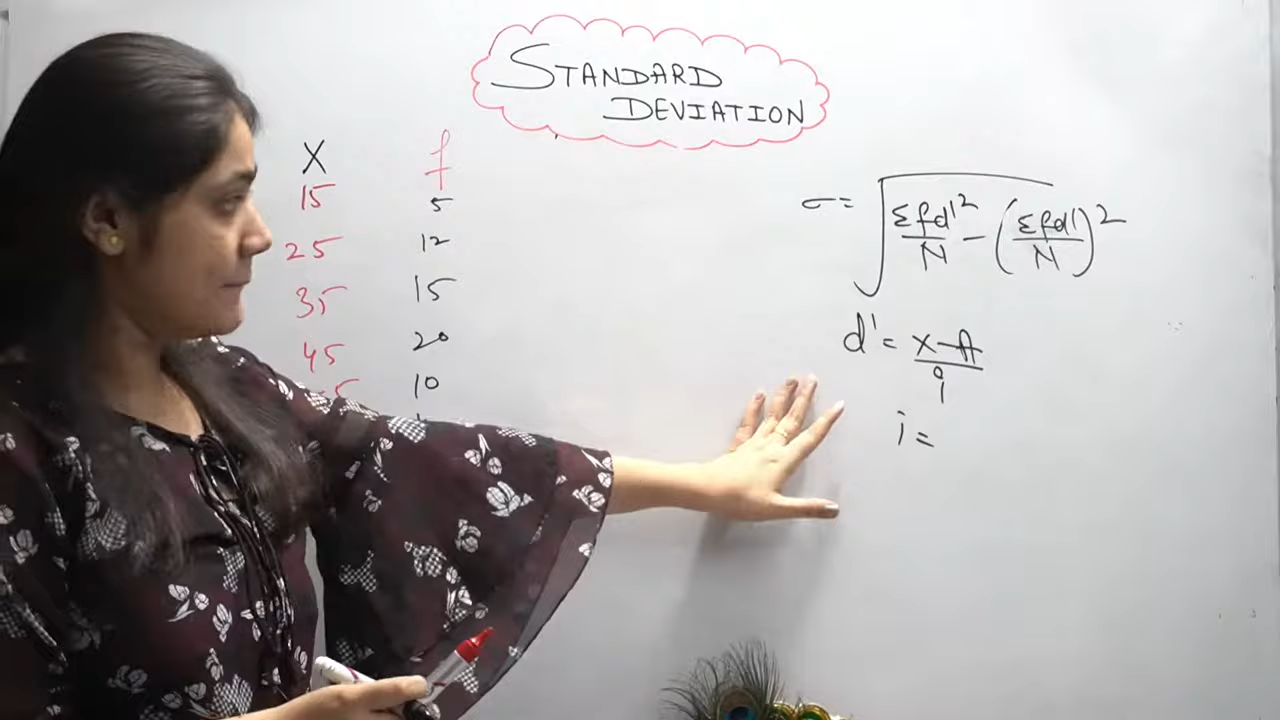 STANDARD
DEVIATION
X f
15 5
25 12
35 15
45 20
10
σ = √ Σfd'²/N - (Σfd'/N)²
d' = X-A/i
i =